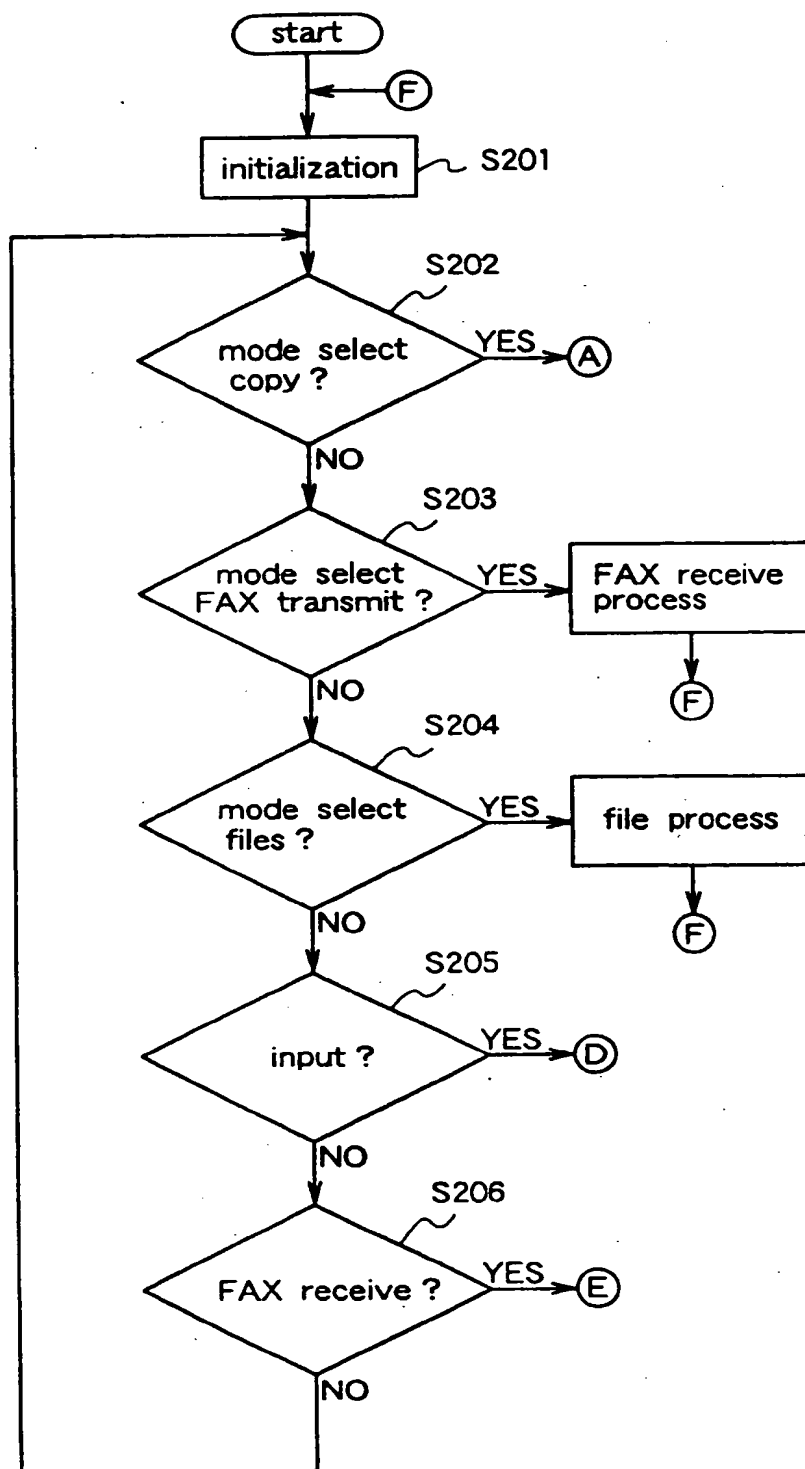 start
F
initialization
S201
S202
mode select
copy ?
YES
A
NO
S203
mode select
FAX transmit ?
YES
FAX receive
process
F
NO
S204
mode select
files ?
YES
file process
F
NO
S205
input ?
YES
D
NO
S206
FAX receive ?
YES
E
NO